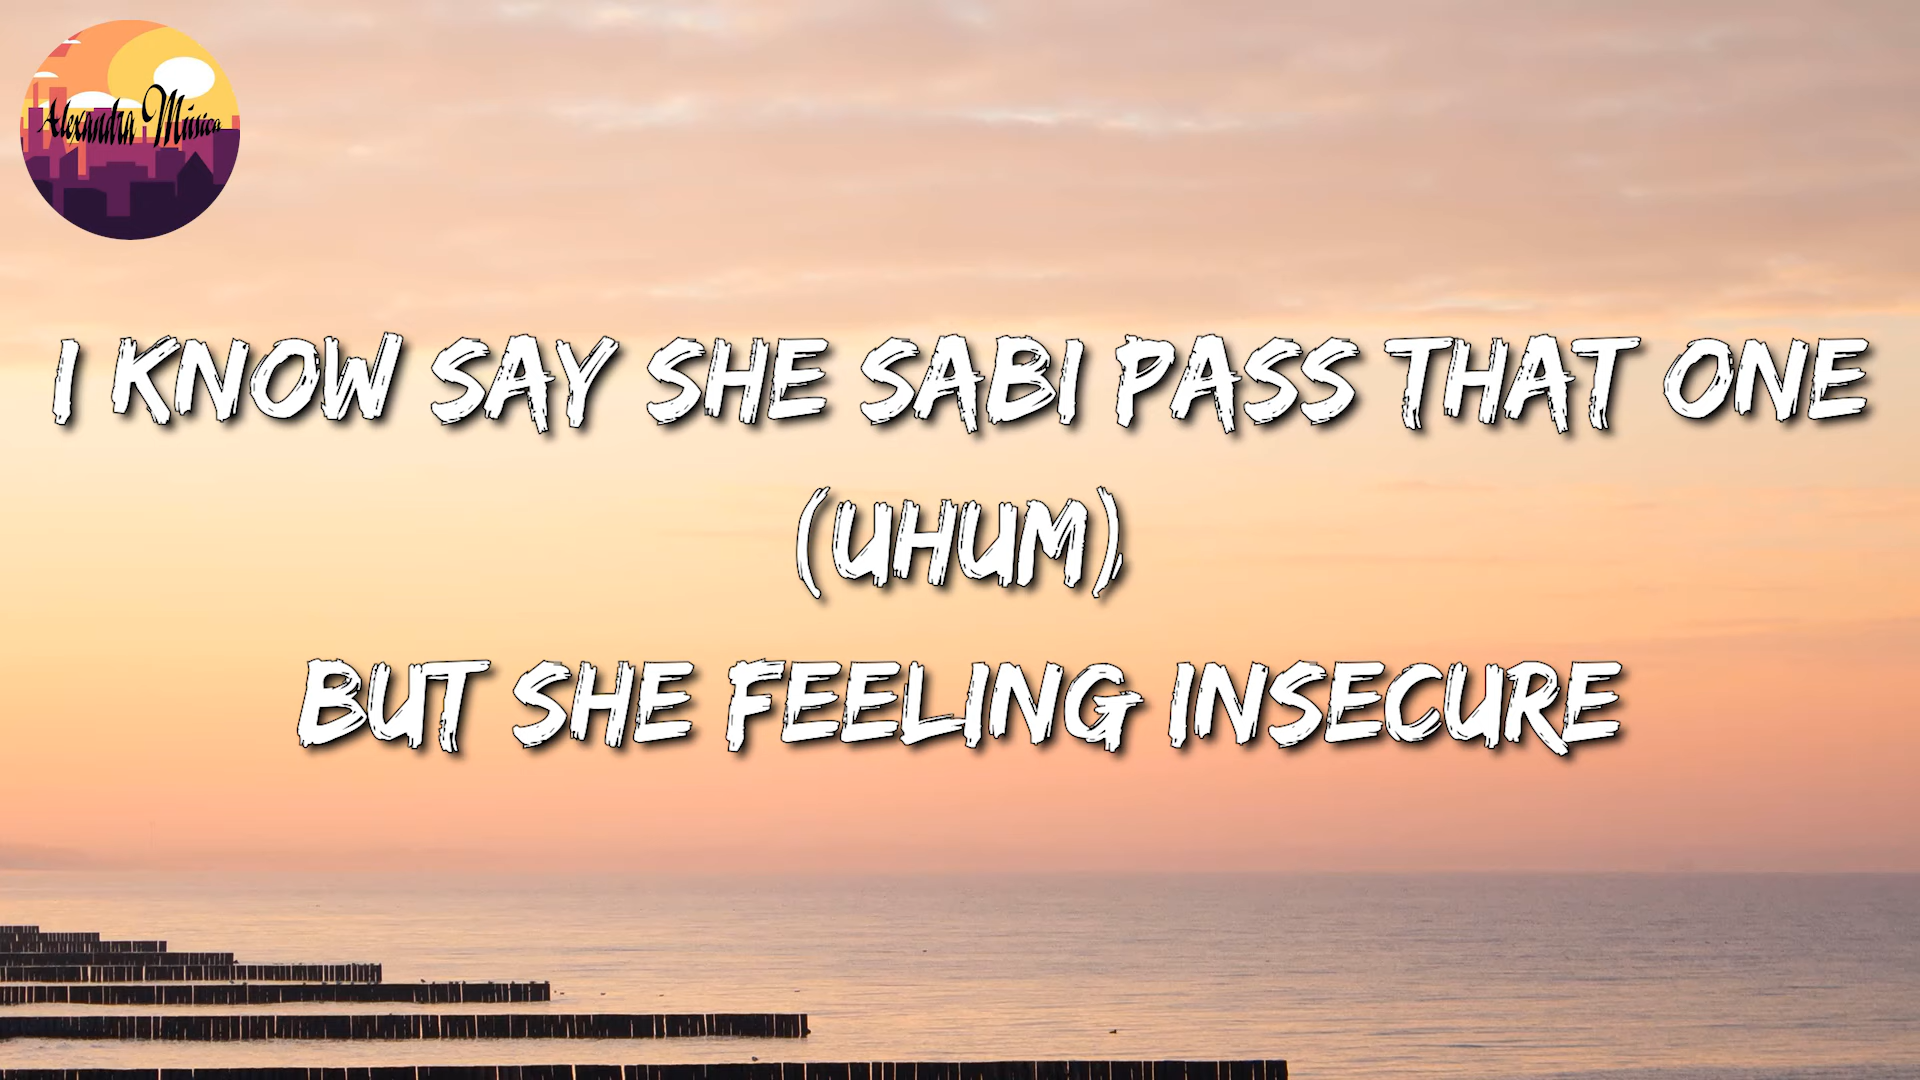 Alexandra Música
I KNOW SAY SHE SABI PASS THAT ONE
(UHUM)
BUT SHE FEELING INSECURE